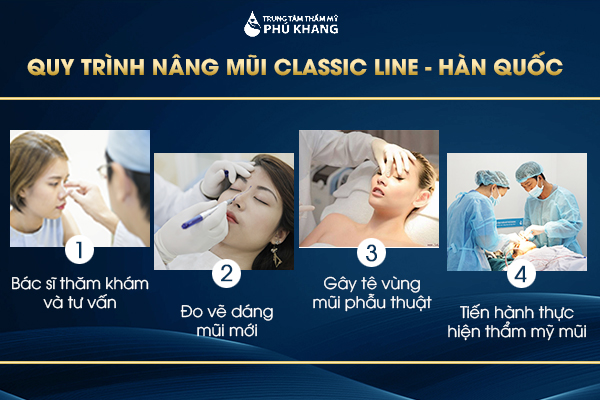 TRUNG TÂM THẨM MỸ
PHÚ KHANG
QUY TRÌNH NÂNG MŨI CLASSIC LINE - HÀN QUỐC
1
Bác sĩ thăm khám
và tư vấn
2
Đo vẽ dáng
mũi mới
3
Gây tê vùng
mũi phẫu thuật
4
Tiến hành thực
hiện thẩm mỹ mũi